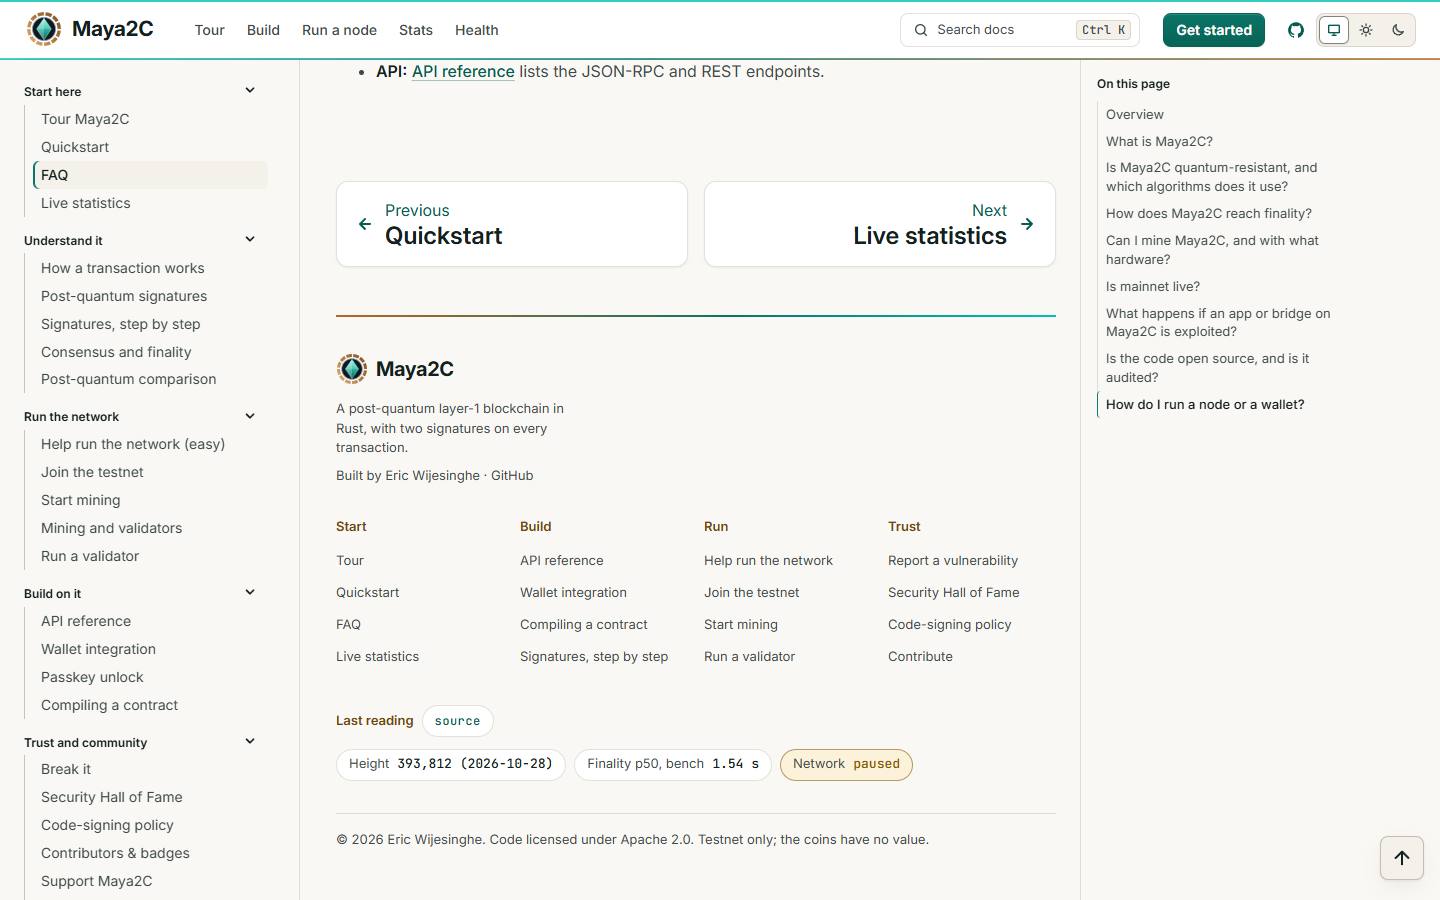 Maya2C
Tour
Build
Run a node
Stats
Health
Search docs
Ctrl K
Get started
Start here
Tour Maya2C
Quickstart
FAQ
Live statistics
Understand it
How a transaction works
Post-quantum signatures
Signatures, step by step
Consensus and finality
Post-quantum comparison
Run the network
Help run the network (easy)
Join the testnet
Start mining
Mining and validators
Run a validator
Build on it
API reference
Wallet integration
Passkey unlock
Compiling a contract
Trust and community
Break it
Security Hall of Fame
Code-signing policy
Contributors & badges
Support Maya2C
API: API reference lists the JSON-RPC and REST endpoints.
Previous
Quickstart
Next
Live statistics
Maya2C
A post-quantum layer-1 blockchain in
Rust, with two signatures on every
transaction.
Built by Eric Wijesinghe · GitHub
Start
Tour
Quickstart
FAQ
Live statistics
Build
API reference
Wallet integration
Compiling a contract
Signatures, step by step
Run
Help run the network
Join the testnet
Start mining
Run a validator
Trust
Report a vulnerability
Security Hall of Fame
Code-signing policy
Contribute
Last reading
source
Height 393,812 (2026-10-28)
Finality p50, bench 1.54 s
Network paused
© 2026 Eric Wijesinghe. Code licensed under Apache 2.0. Testnet only; the coins have no value.
On this page
Overview
What is Maya2C?
Is Maya2C quantum-resistant, and
which algorithms does it use?
How does Maya2C reach finality?
Can I mine Maya2C, and with what
hardware?
Is mainnet live?
What happens if an app or bridge on
Maya2C is exploited?
Is the code open source, and is it
audited?
How do I run a node or a wallet?